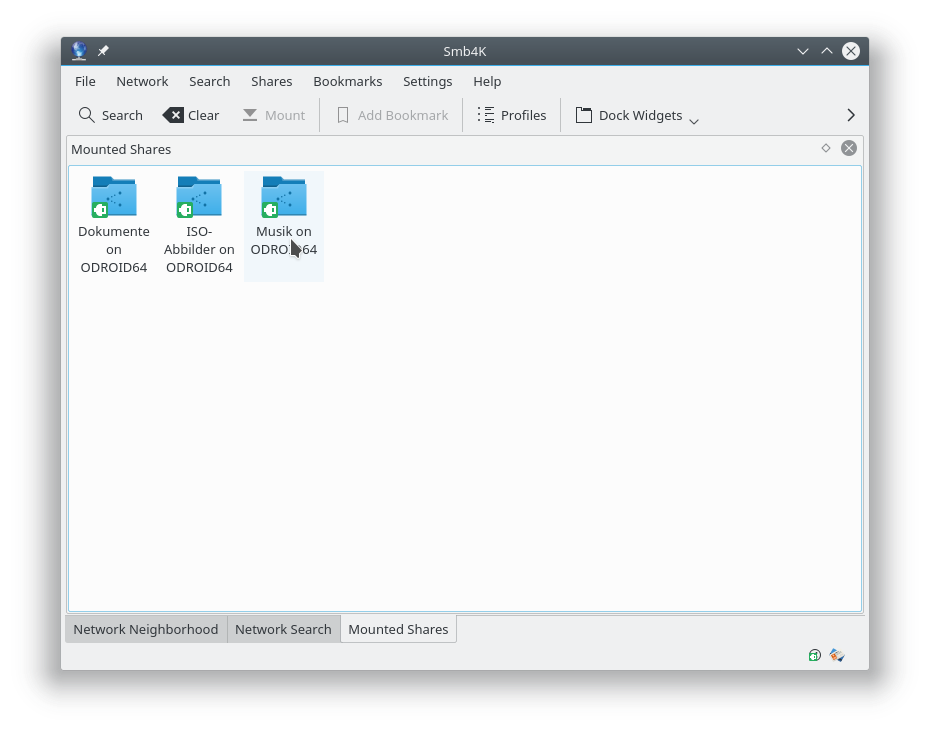 Smb4K
File Network Search Shares Bookmarks Settings Help
Search Clear Mount Add Bookmark Profiles Dock Widgets
Mounted Shares
Dokumente
on
ODROID64
ISO-
Abbilder on
ODROID64
Musik on
ODROID64
Network Neighborhood Network Search Mounted Shares